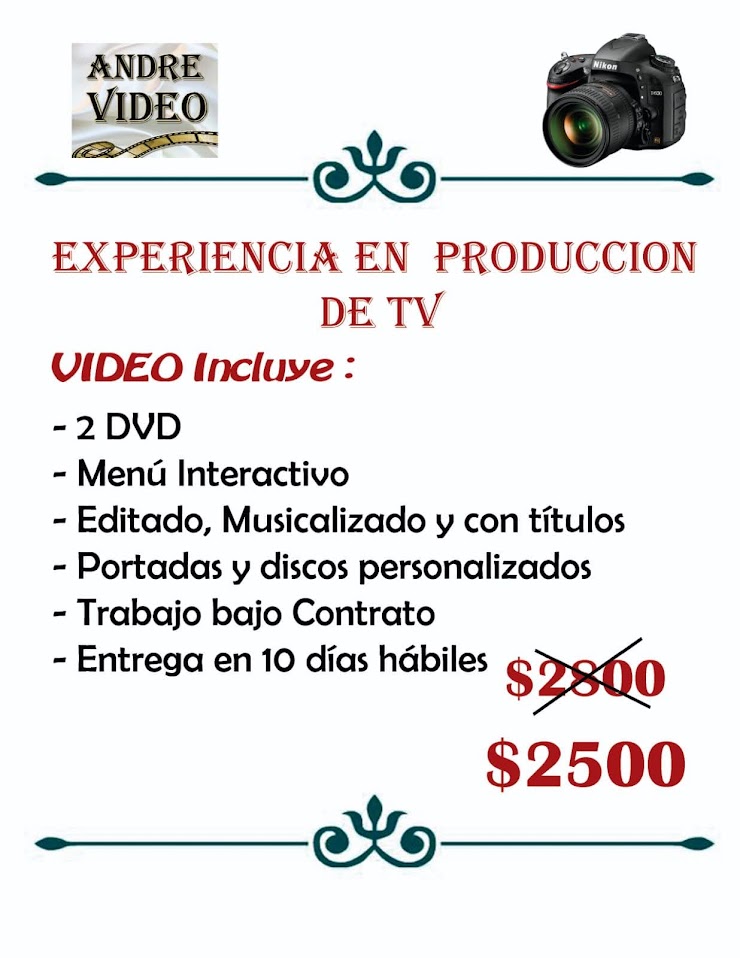 ANDRE
VIDEO
Nikon
EXPERIENCIA EN PRODUCCION
DE TV
VIDEO Incluye :
- 2 DVD
- Menú Interactivo
- Editado, Musicalizado y con títulos
- Portadas y discos personalizados
- Trabajo bajo Contrato
- Entrega en 10 días hábiles
$2800
$2500